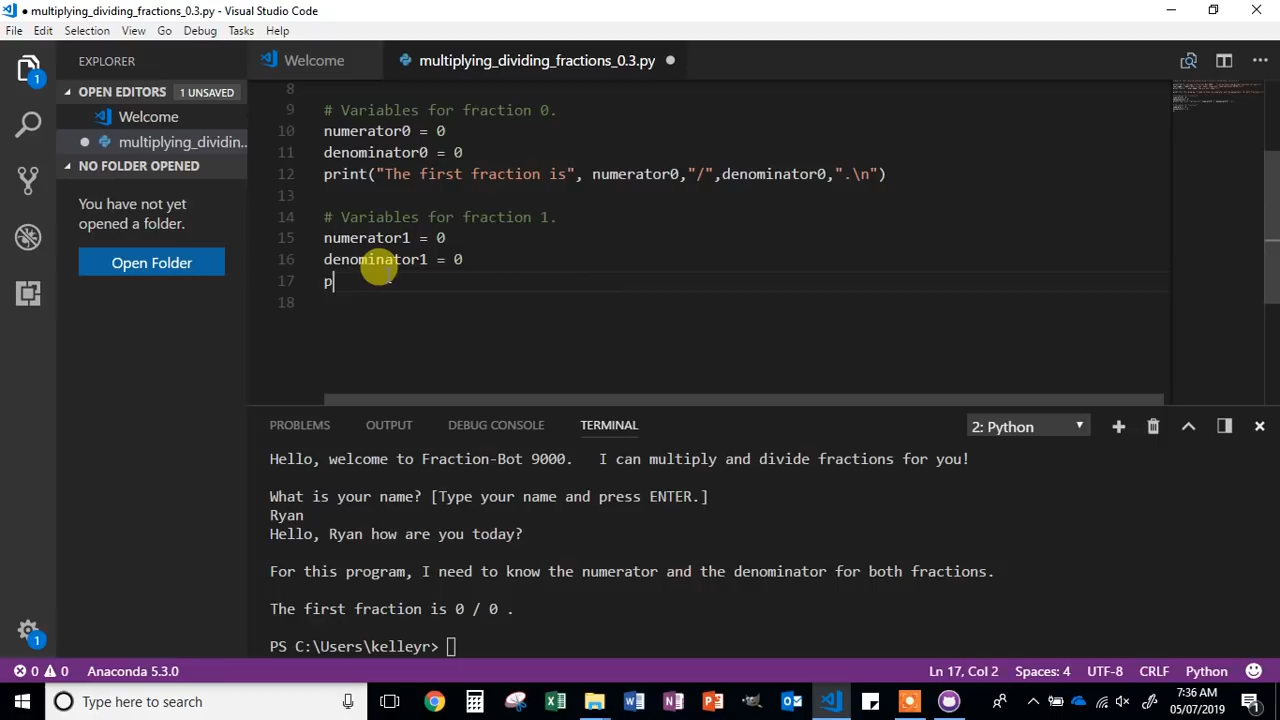 multiplying_dividing_fractions_0.3.py - Visual Studio Code
File Edit Selection View Go Debug Tasks Help
EXPLORER
Welcome
multiplying_dividing_fractions_0.3.py
OPEN EDITORS 1 UNSAVED
Welcome
multiplying_dividin...
NO FOLDER OPENED
You have not yet
opened a folder.
Open Folder
1
8
9 # Variables for fraction 0.
10 numerator0 = 0
11 denominator0 = 0
12 print("The first fraction is", numerator0,"/",denominator0,".\n")
13
14 # Variables for fraction 1.
15 numerator1 = 0
16 denominator1 = 0
17 p
18
PROBLEMS OUTPUT DEBUG CONSOLE TERMINAL 2: Python
Hello, welcome to Fraction-Bot 9000.   I can multiply and divide fractions for you!
What is your name? [Type your name and press ENTER.]
Ryan
Hello, Ryan how are you today?
For this program, I need to know the numerator and the denominator for both fractions.
The first fraction is 0 / 0 .
PS C:\Users\kelleyr>
1
0 0 Anaconda 5.3.0 Ln 17, Col 2 Spaces: 4 UTF-8 CRLF Python
Type here to search 7:36 AM
05/07/2019 1